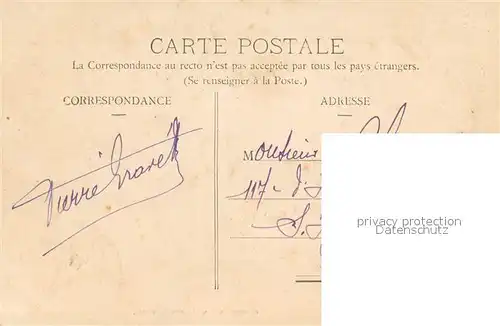 CARTE POSTALE
La Correspondance au recto n'est pas acceptée par tous les pays étrangers.
(Se renseigner à la Poste.)
CORRESPONDANCE
ADRESSE
Monsieur
Pierre
117
privacy protection
Datenschutz